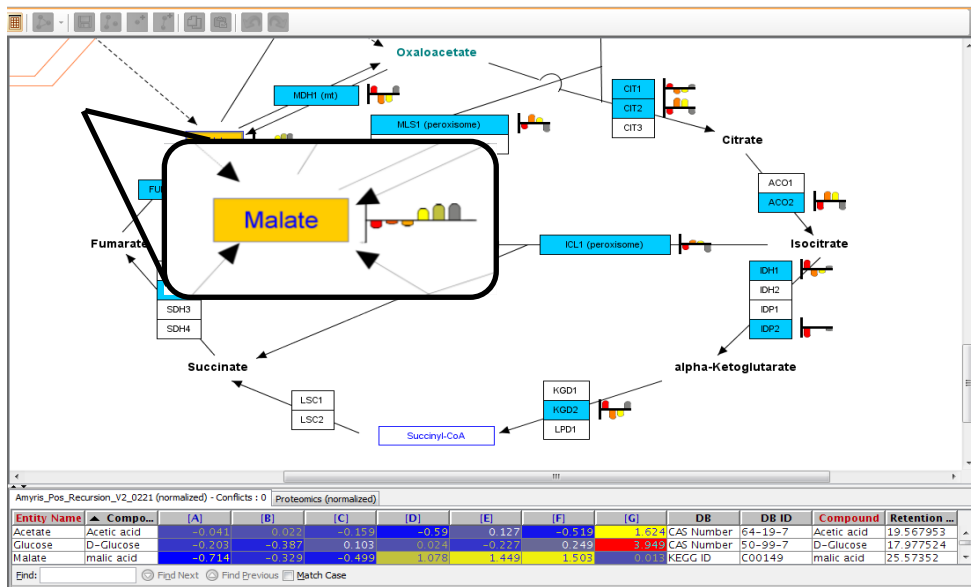 Oxaloacetate
MDH1 (mt)
CIT1
CIT2
CIT3
MLS1 (peroxisome)
Citrate
Malate
ACO1
ACO2
Fumarate
ICL1 (peroxisome)
Isocitrate
IDH1
IDH2
IDP1
IDP2
SDH3
SDH4
Succinate
alpha-Ketoglutarate
KGD1
KGD2
LPD1
LSC1
LSC2
Succinyl-CoA
Amyris_Pos_Recursion_V2_0221 (normalized) - Conflicts : 0 Proteomics (normalized)
Entity Name ▲ Compo... [A] [B] [C] [D] [E] [F] [G] DB DB ID Compound Retention ...
Acetate Acetic acid -0.041 0.022 -0.159 -0.59 0.127 -0.519 1.624 CAS Number 64-19-7 Acetic acid 19.567953
Glucose D-Glucose -0.203 -0.387 0.103 0.024 -0.227 0.249 3.949 CAS Number 50-99-7 D-Glucose 17.977524
Malate malic acid -0.714 -0.329 -0.499 1.078 1.449 1.503 0.013 KEGG ID C00149 malic acid 25.57352
Find: Find Next Find Previous Match Case